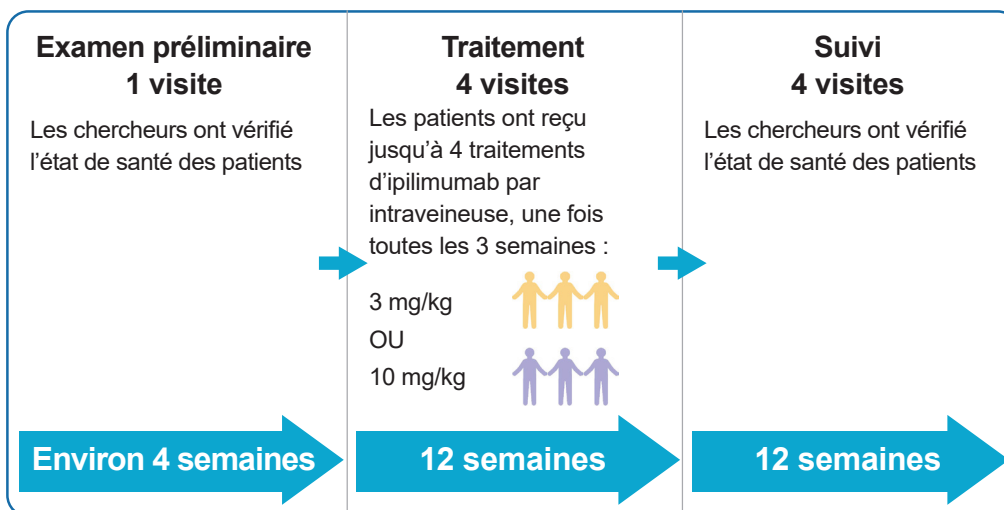 Examen préliminaire
1 visite
Les chercheurs ont vérifié
l'état de santé des patients
Environ 4 semaines
Traitement
4 visites
Les patients ont reçu
jusqu'à 4 traitements
d'ipilimumab par
intraveineuse, une fois
toutes les 3 semaines :
3 mg/kg
OU
10 mg/kg
12 semaines
Suivi
4 visites
Les chercheurs ont vérifié
l'état de santé des patients
12 semaines